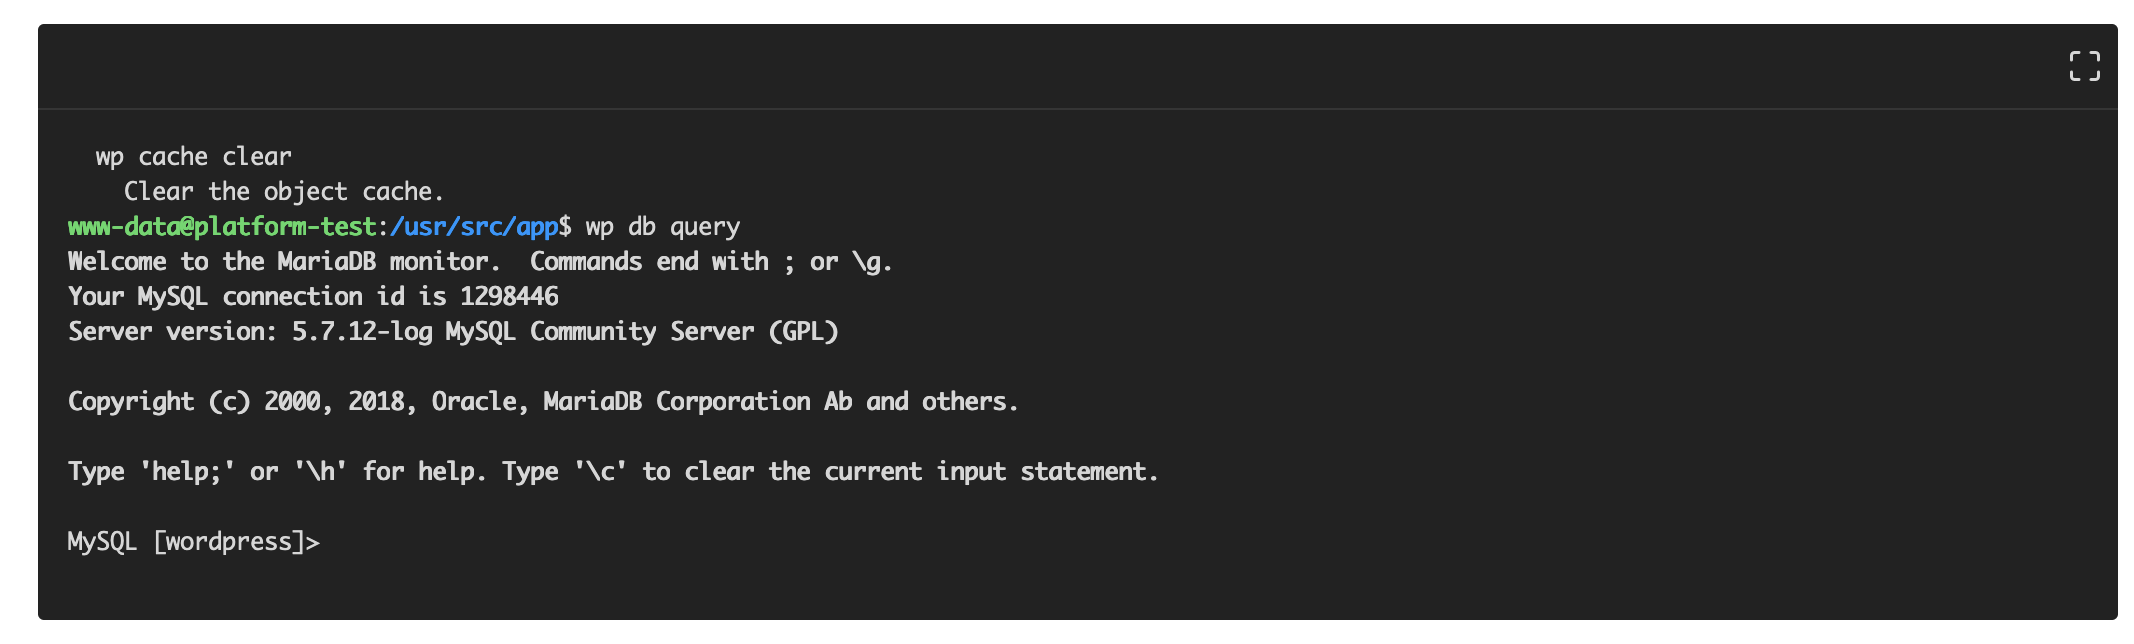 wp cache clear
Clear the object cache.
www-data@platform-test:/usr/src/app$ wp db query
Welcome to the MariaDB monitor.  Commands end with ; or \g.
Your MySQL connection id is 1298446
Server version: 5.7.12-log MySQL Community Server (GPL)
Copyright (c) 2000, 2018, Oracle, MariaDB Corporation Ab and others.
Type 'help;' or '\h' for help. Type '\c' to clear the current input statement.
MySQL [wordpress]>